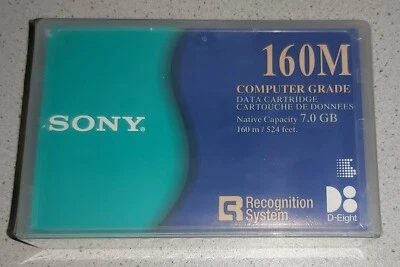 160M
COMPUTER GRADE
DATA CARTRIDGE
CARTOUCHE DE DONNEES
Native Capacity 7.0 GB
160 m / 524 feet.
SONY.
Recognition
System
D-Eight